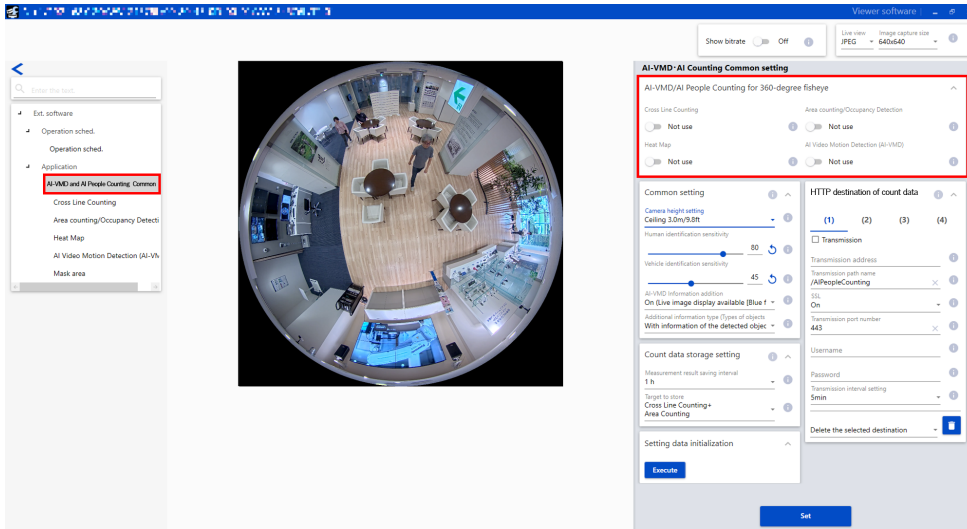 Viewer software
Show bitrate
Off
Live view
JPEG
Image capture size
640x640
Enter the text.
Ext. software
Operation sched.
Operation sched.
Application
AI-VMD and AI People Counting Common
Cross Line Counting
Area counting/Occupancy Detecti
Heat Map
AI Video Motion Detection (AI-VM
Mask area
AI-VMD·AI Counting Common setting
AI-VMD/AI People Counting for 360-degree fisheye
Cross Line Counting
Not use
Area counting/Occupancy Detection
Not use
Heat Map
Not use
AI Video Motion Detection (AI-VMD)
Not use
Common setting
Camera height setting
Ceiling 3.0m/9.8ft
Human identification sensitivity
80
Vehicle identification sensitivity
45
AI-VMD Information addition
On (Live image display available [Blue f
Additional information type (Types of objects
With information of the detected objec
Count data storage setting
Measurement result saving interval
1 h
Target to store
Cross Line Counting+
Area Counting
Setting data initialization
Execute
HTTP destination of count data
(1) (2) (3) (4)
Transmission
Transmission address
Transmission path name
/AIPeopleCounting
SSL
On
Transmission port number
443
Username
Password
Transmission interval setting
5min
Delete the selected destination
Set